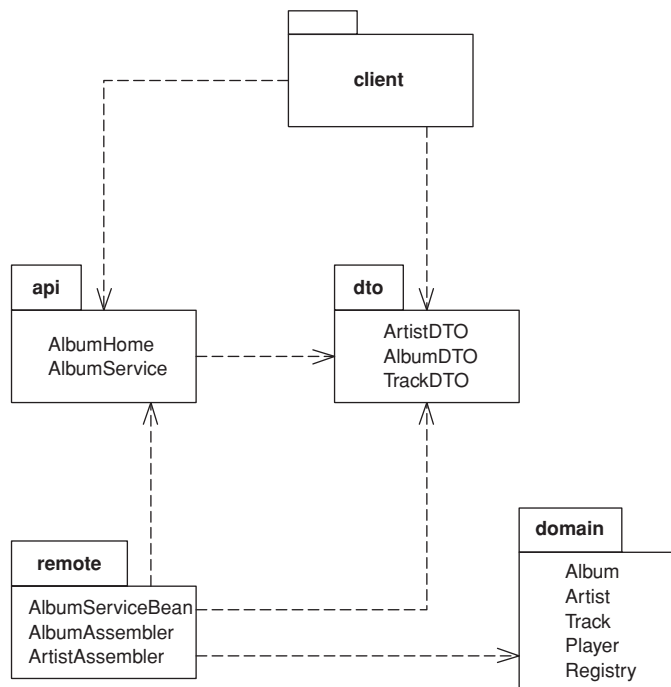 client
api
AlbumHome
AlbumService
dto
ArtistDTO
AlbumDTO
TrackDTO
remote
AlbumServiceBean
AlbumAssembler
ArtistAssembler
domain
Album
Artist
Track
Player
Registry